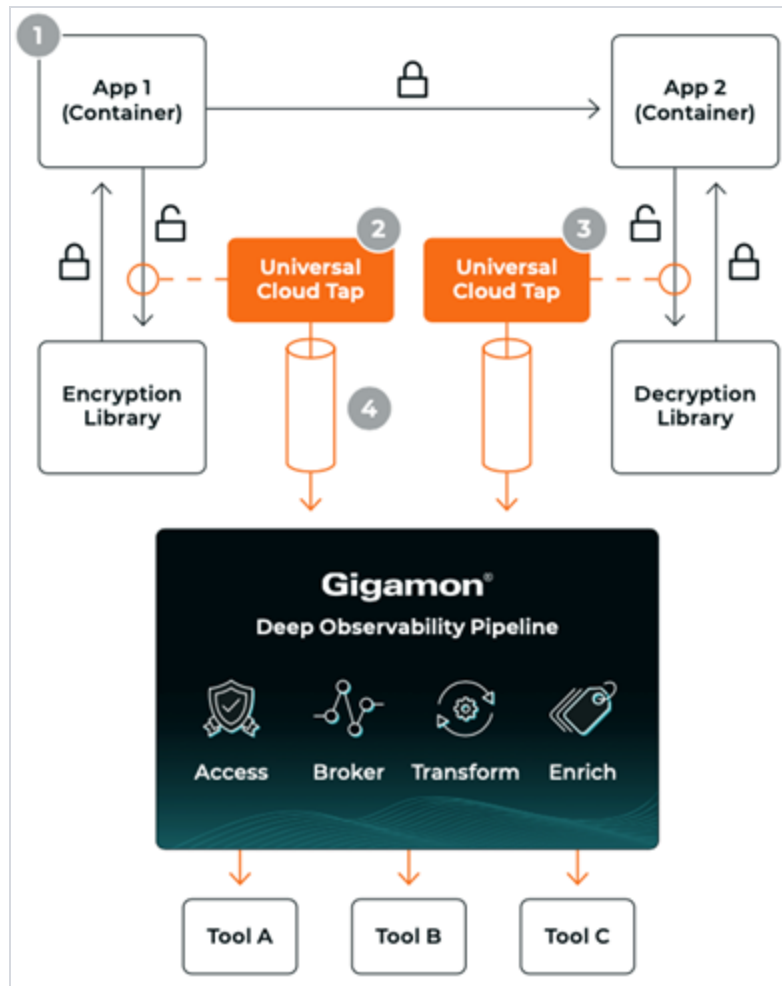 1
App 1
(Container)
App 2
(Container)
2
Universal
Cloud Tap
3
Universal
Cloud Tap
Encryption
Library
4
Decryption
Library
Gigamon®
Deep Observability Pipeline
Access
Broker
Transform
Enrich
Tool A
Tool B
Tool C